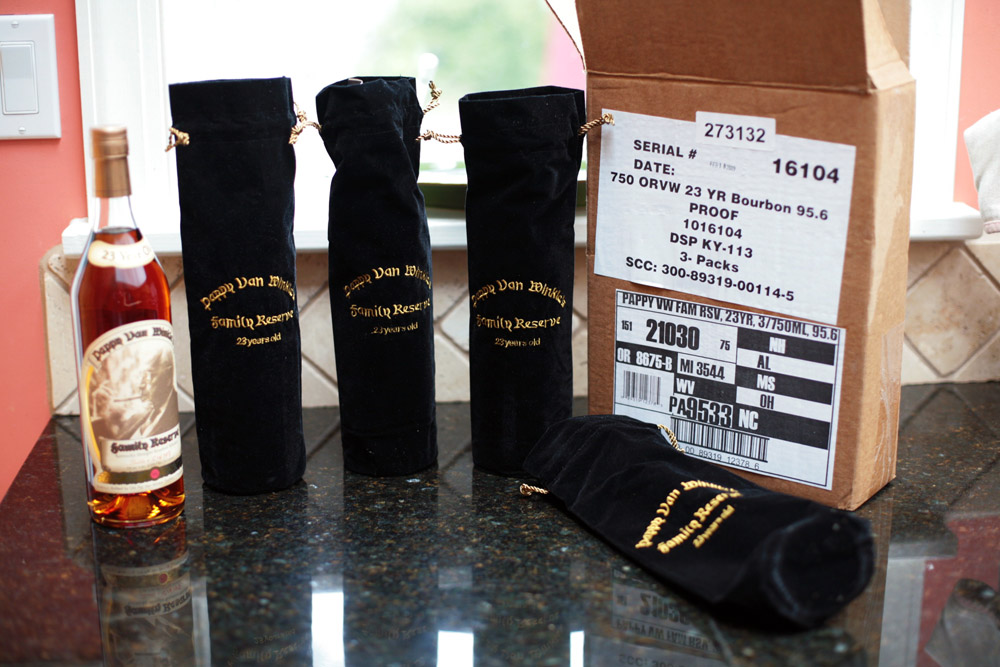 23 Y
Pappy Van Winkle
Family Reserve
Pappy Van Winkle's
Family Reserve
23 years old
Pappy Van Winkle's
Family Reserve
23 years old
Pappy Van Winkle's
Family Reserve
23 years old
Pappy Van Winkle's
Family Reserve
23 years old
273132
SERIAL #
16104
DATE:
750 ORVW 23 YR Bourbon 95.6
PROOF
1016104
DSP KY-113
3- Packs
SCC: 300-89319-00114-5
PAPPY VW FAM RSV, 23YR, 3/750ML, 95.6
151 21030 75 NH
AL
OR 8675-B MI 3544 MS
WV OH
PA9533 NC
89319 12378 6